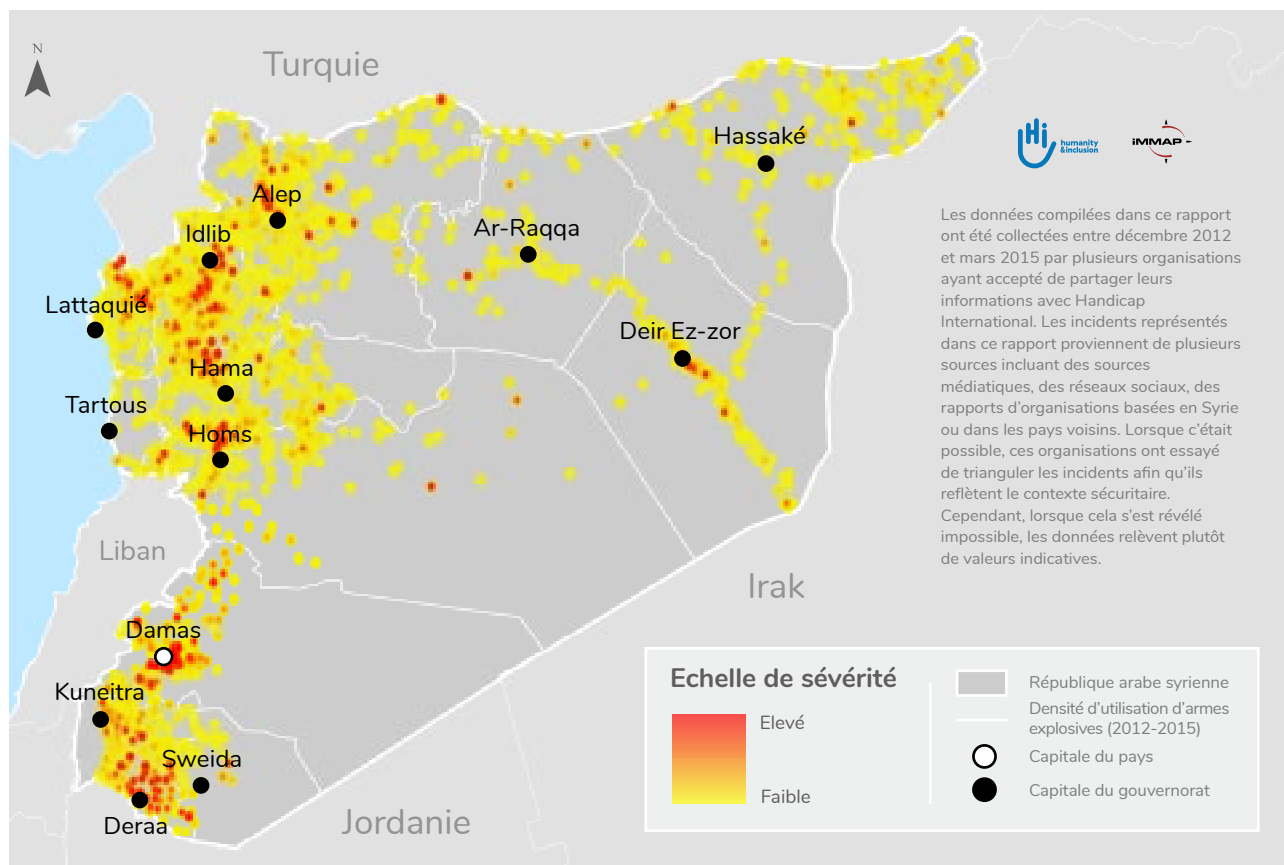 N
Turquie
Hassaké
Alep
Idlib
Ar-Raqqa
Lattaquié
Deir Ez-zor
Hama
Tartous
Homs
Liban
Irak
Damas
Kuneitra
Sweida
Deraa
Jordanie
Hi humanity
&inclusion
iMMAP
Les données compilées dans ce rapport
ont été collectées entre décembre 2012
et mars 2015 par plusieurs organisations
ayant accepté de partager leurs
informations avec Handicap
International. Les incidents représentés
dans ce rapport proviennent de plusieurs
sources incluant des sources
médiatiques, des réseaux sociaux, des
rapports d'organisations basées en Syrie
ou dans les pays voisins. Lorsque c'était
possible, ces organisations ont essayé
de trianguler les incidents afin qu'ils
reflètent le contexte sécuritaire.
Cependant, lorsque cela s'est révélé
impossible, les données relèvent plutôt
de valeurs indicatives.
Echelle de sévérité
Elevé
Faible
République arabe syrienne
Densité d'utilisation d'armes
explosives (2012-2015)
Capitale du pays
Capitale du gouvernorat